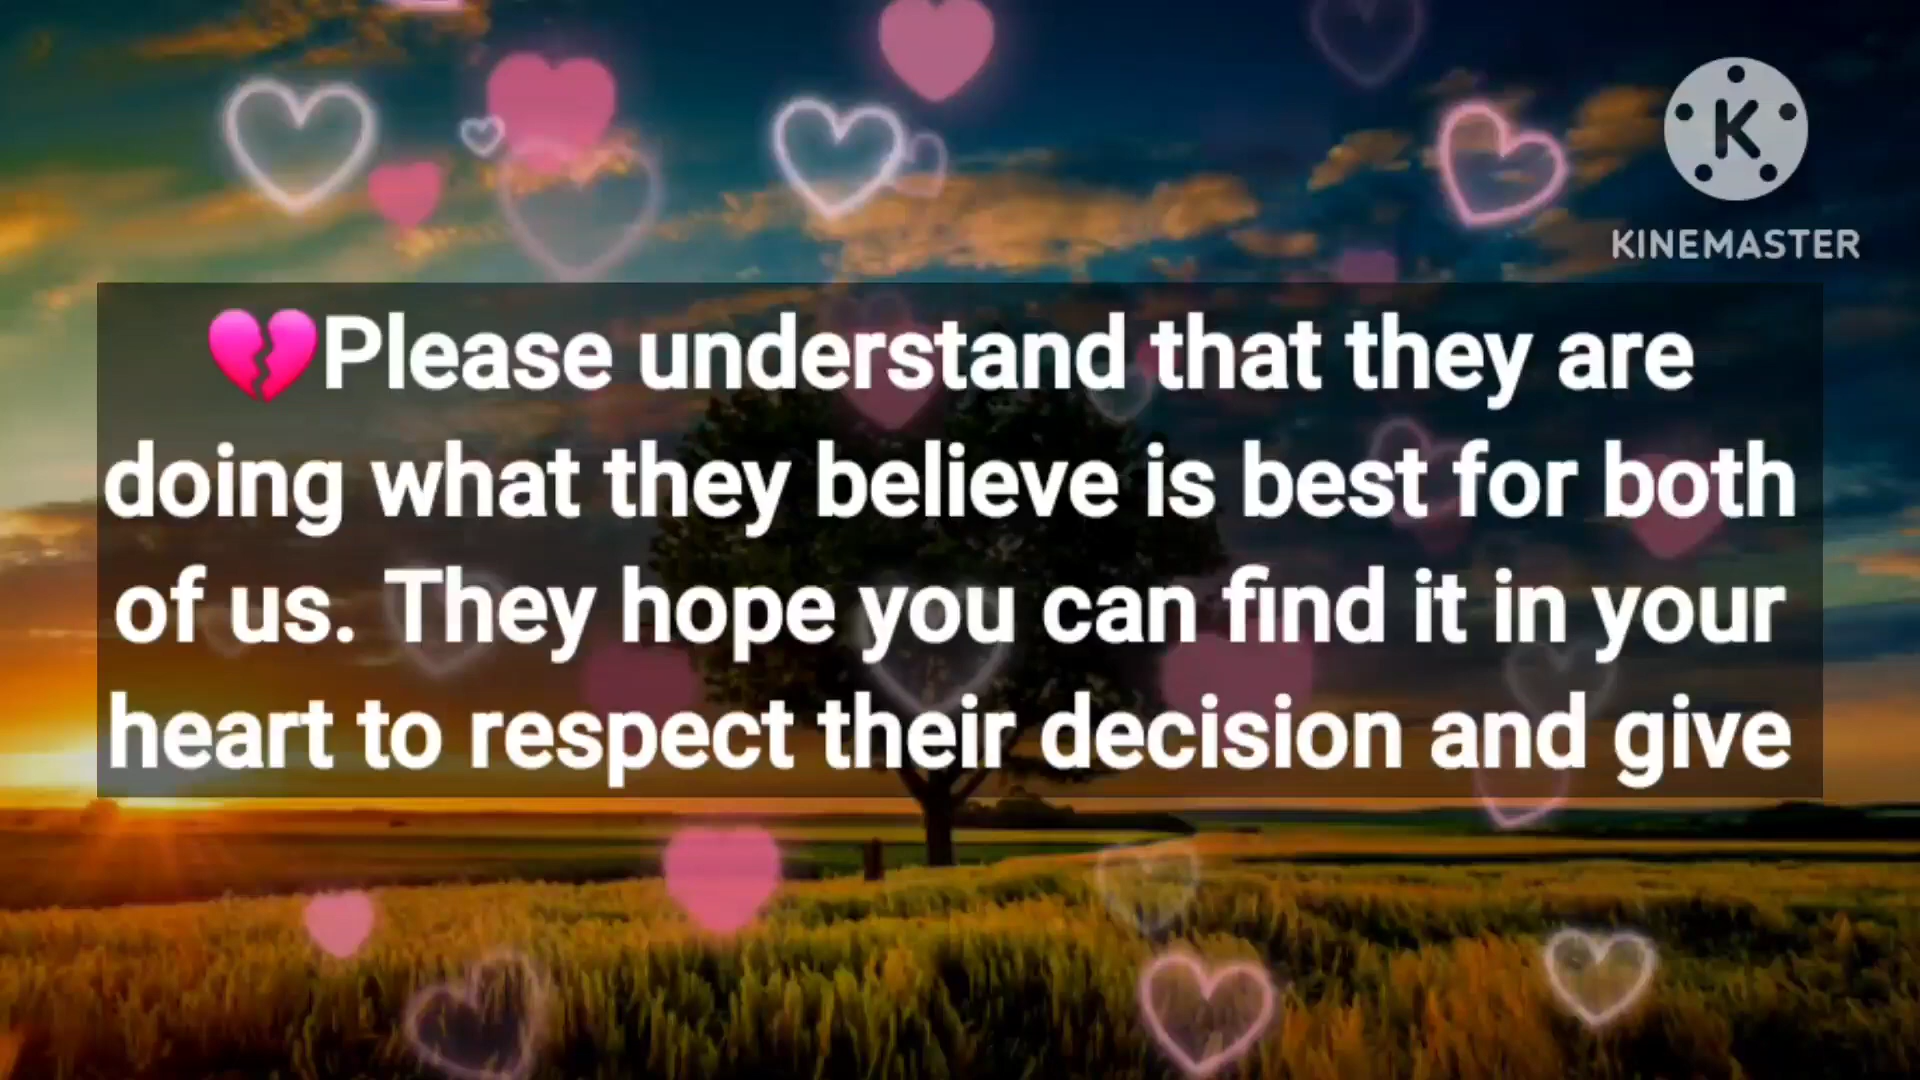 K
KINEMASTER
💔Please understand that they are
doing what they believe is best for both
of us. They hope you can find it in your
heart to respect their decision and give